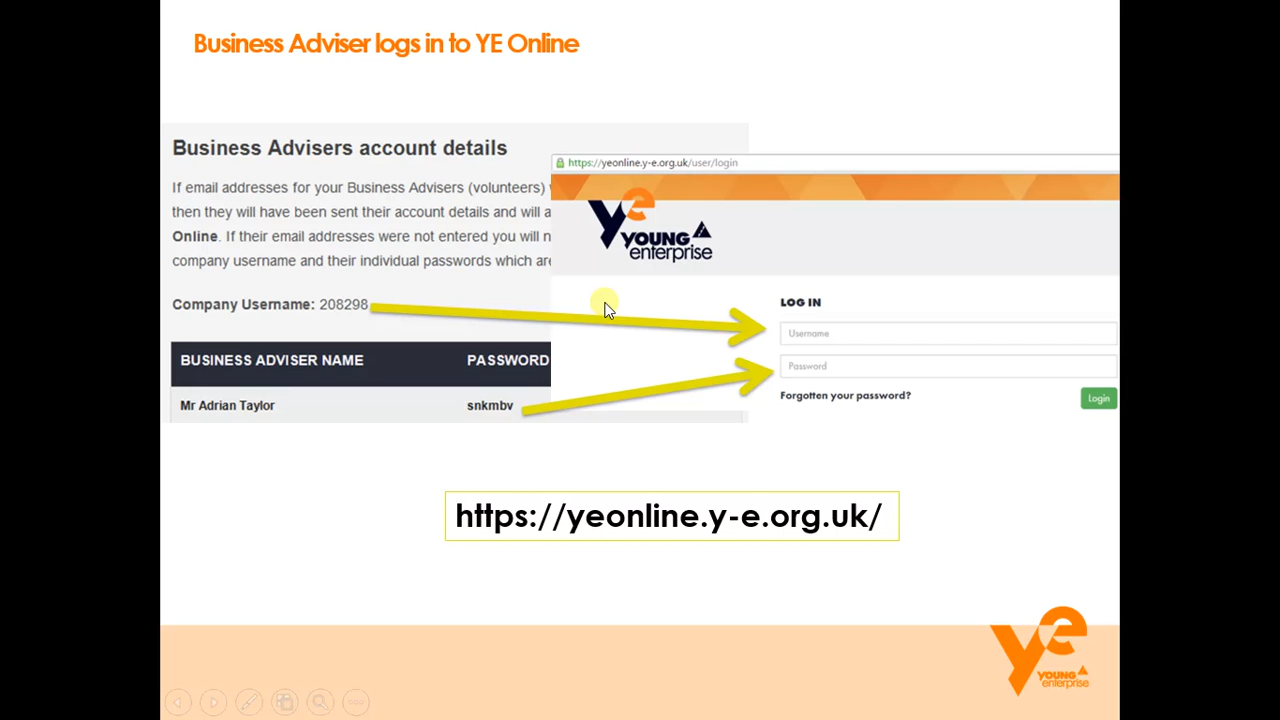 Business Adviser logs in to YE Online
Business Advisers account details
If email addresses for your Business Advisers (volunteers)
then they will have been sent their account details and will a
Online. If their email addresses were not entered you will n
company username and their individual passwords which are
Company Username: 208298
BUSINESS ADVISER NAME PASSWORD
Mr Adrian Taylor snkmbv
https://yeonline.y-e.org.uk/user/login
ye YOUNG
enterprise
LOG IN
Username
Password
Forgotten your password?
Login
https://yeonline.y-e.org.uk/
ye
YOUNG
enterprise